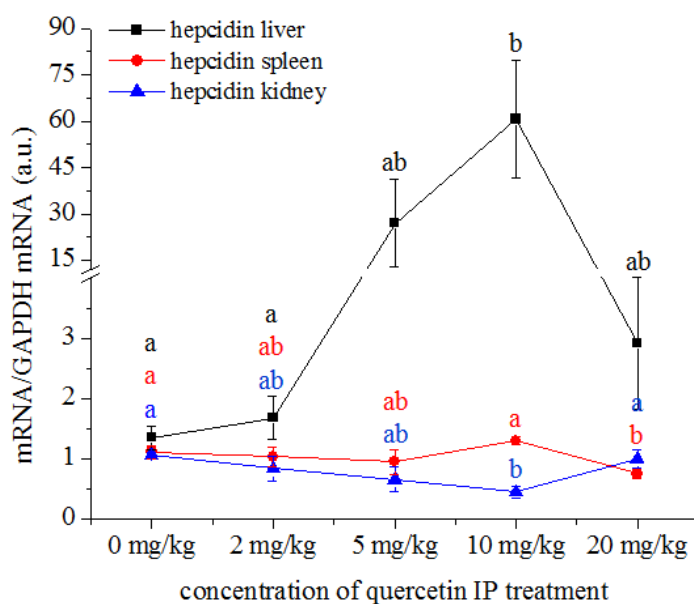 90
75
60
45
30
15
3
2
1
0
mRNA/GAPDH mRNA (a.u.)
hepcidin liver
hepcidin spleen
hepcidin kidney
a
a
a
a
ab
ab
ab
ab
ab
b
a
b
ab
a
b
0 mg/kg 2 mg/kg 5 mg/kg 10 mg/kg 20 mg/kg
concentration of quercetin IP treatment